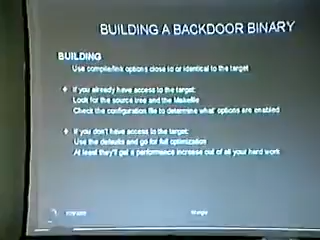 BUILDING A BACKDOOR BINARY
BUILDING
Use compile/link options close to or identical to the target
If you already have access to the target:
Look for the source tree and the Makefile
Check the configuration file to determine what options are enabled
If you don't have access to the target:
Use the defaults and go for full optimization
At least they'll get a performance increase out of all your hard work